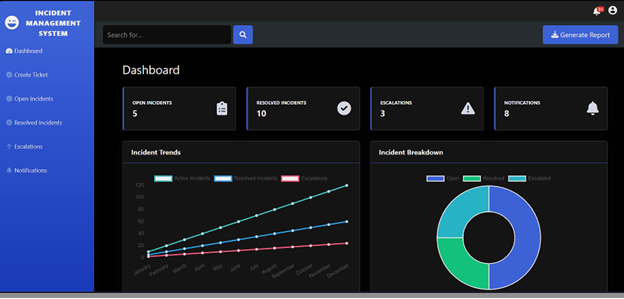 INCIDENT
MANAGEMENT
SYSTEM
Dashboard
Create Ticket
Open Incidents
Resolved Incidents
Escalations
Notifications
Search for...
Generate Report
Dashboard
OPEN INCIDENTS
5
RESOLVED INCIDENTS
10
ESCALATIONS
3
NOTIFICATIONS
8
Incident Trends
Active Incidents Resolved Incidents Escalations
120
100
80
60
40
20
0
January February March April May June July August September October November December
Incident Breakdown
Open Resolved Escalated